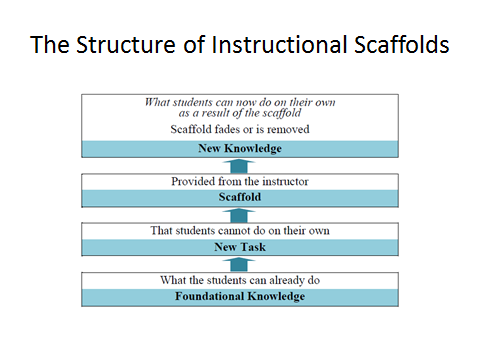 The Structure of Instructional Scaffolds
What students can now do on their own
as a result of the scaffold
Scaffold fades or is removed
New Knowledge
Provided from the instructor
Scaffold
That students cannot do on their own
New Task
What the students can already do
Foundational Knowledge